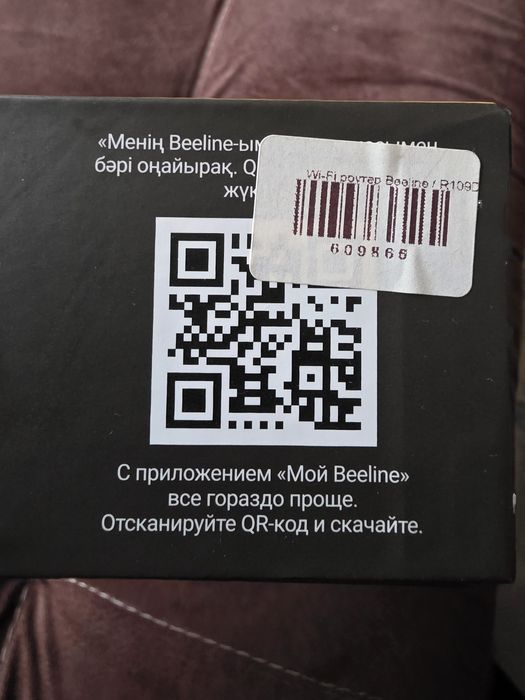 «Менің Beeline-ым
бәрі оңайырақ.
Wi-Fi роутер Beeline / R109D
609866
С приложением «Мой Beeline»
все гораздо проще.
Отсканируйте QR-код и скачайте.